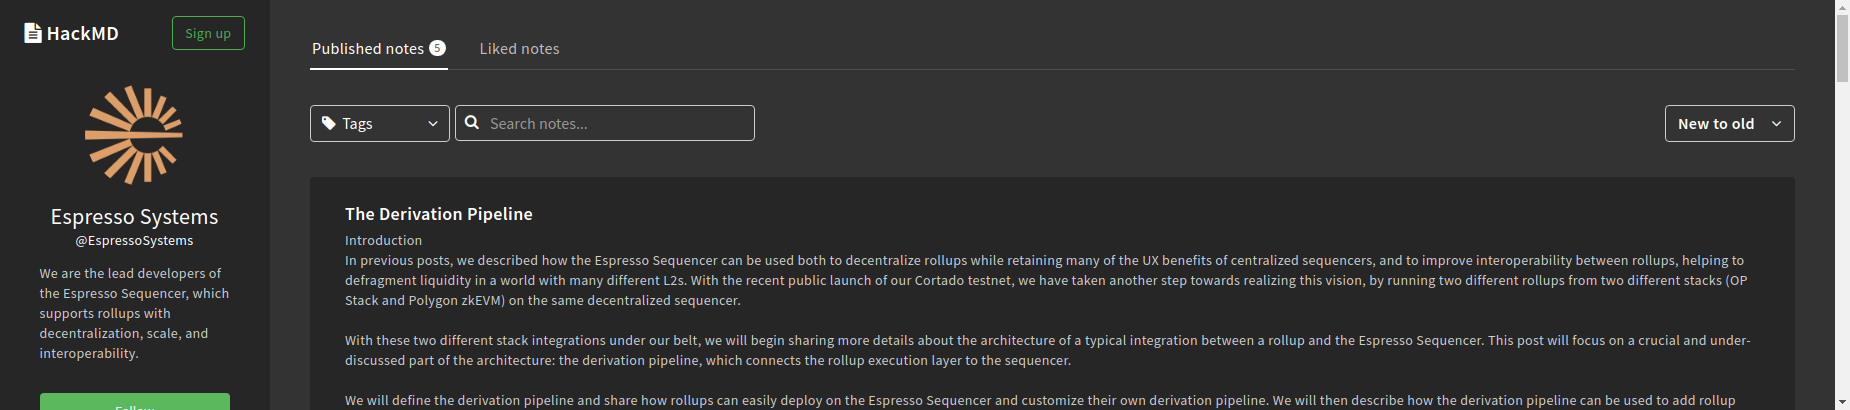 HackMD
Sign up
Espresso Systems
@EspressoSystems
We are the lead developers of
the Espresso Sequencer, which
supports rollups with
decentralization, scale, and
interoperability.
Follow
Published notes 5
Liked notes
Tags
Search notes...
New to old
The Derivation Pipeline
Introduction
In previous posts, we described how the Espresso Sequencer can be used both to decentralize rollups while retaining many of the UX benefits of centralized sequencers, and to improve interoperability between rollups, helping to
defragment liquidity in a world with many different L2s. With the recent public launch of our Cortado testnet, we have taken another step towards realizing this vision, by running two different rollups from two different stacks (OP
Stack and Polygon zkEVM) on the same decentralized sequencer.
With these two different stack integrations under our belt, we will begin sharing more details about the architecture of a typical integration between a rollup and the Espresso Sequencer. This post will focus on a crucial and under-
discussed part of the architecture: the derivation pipeline, which connects the rollup execution layer to the sequencer.
We will define the derivation pipeline and share how rollups can easily deploy on the Espresso Sequencer and customize their own derivation pipeline. We will then describe how the derivation pipeline can be used to add rollup